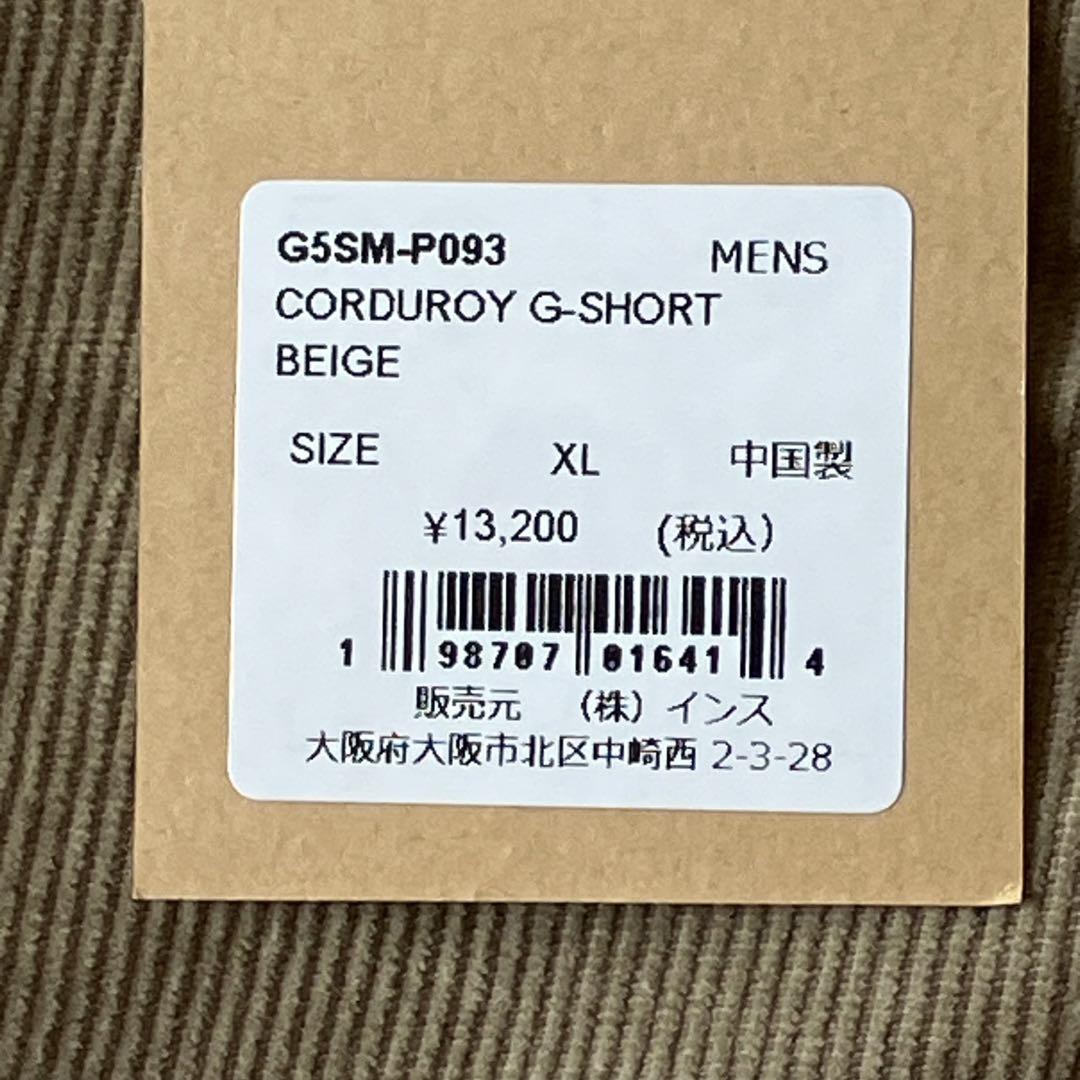 G5SM-P093 MENS
CORDUROY G-SHORT
BEIGE
SIZE XL 中国製
¥13,200 (税込)
1 98707 01641 4
販売元 (株) インス
大阪府大阪市北区中崎西 2-3-28